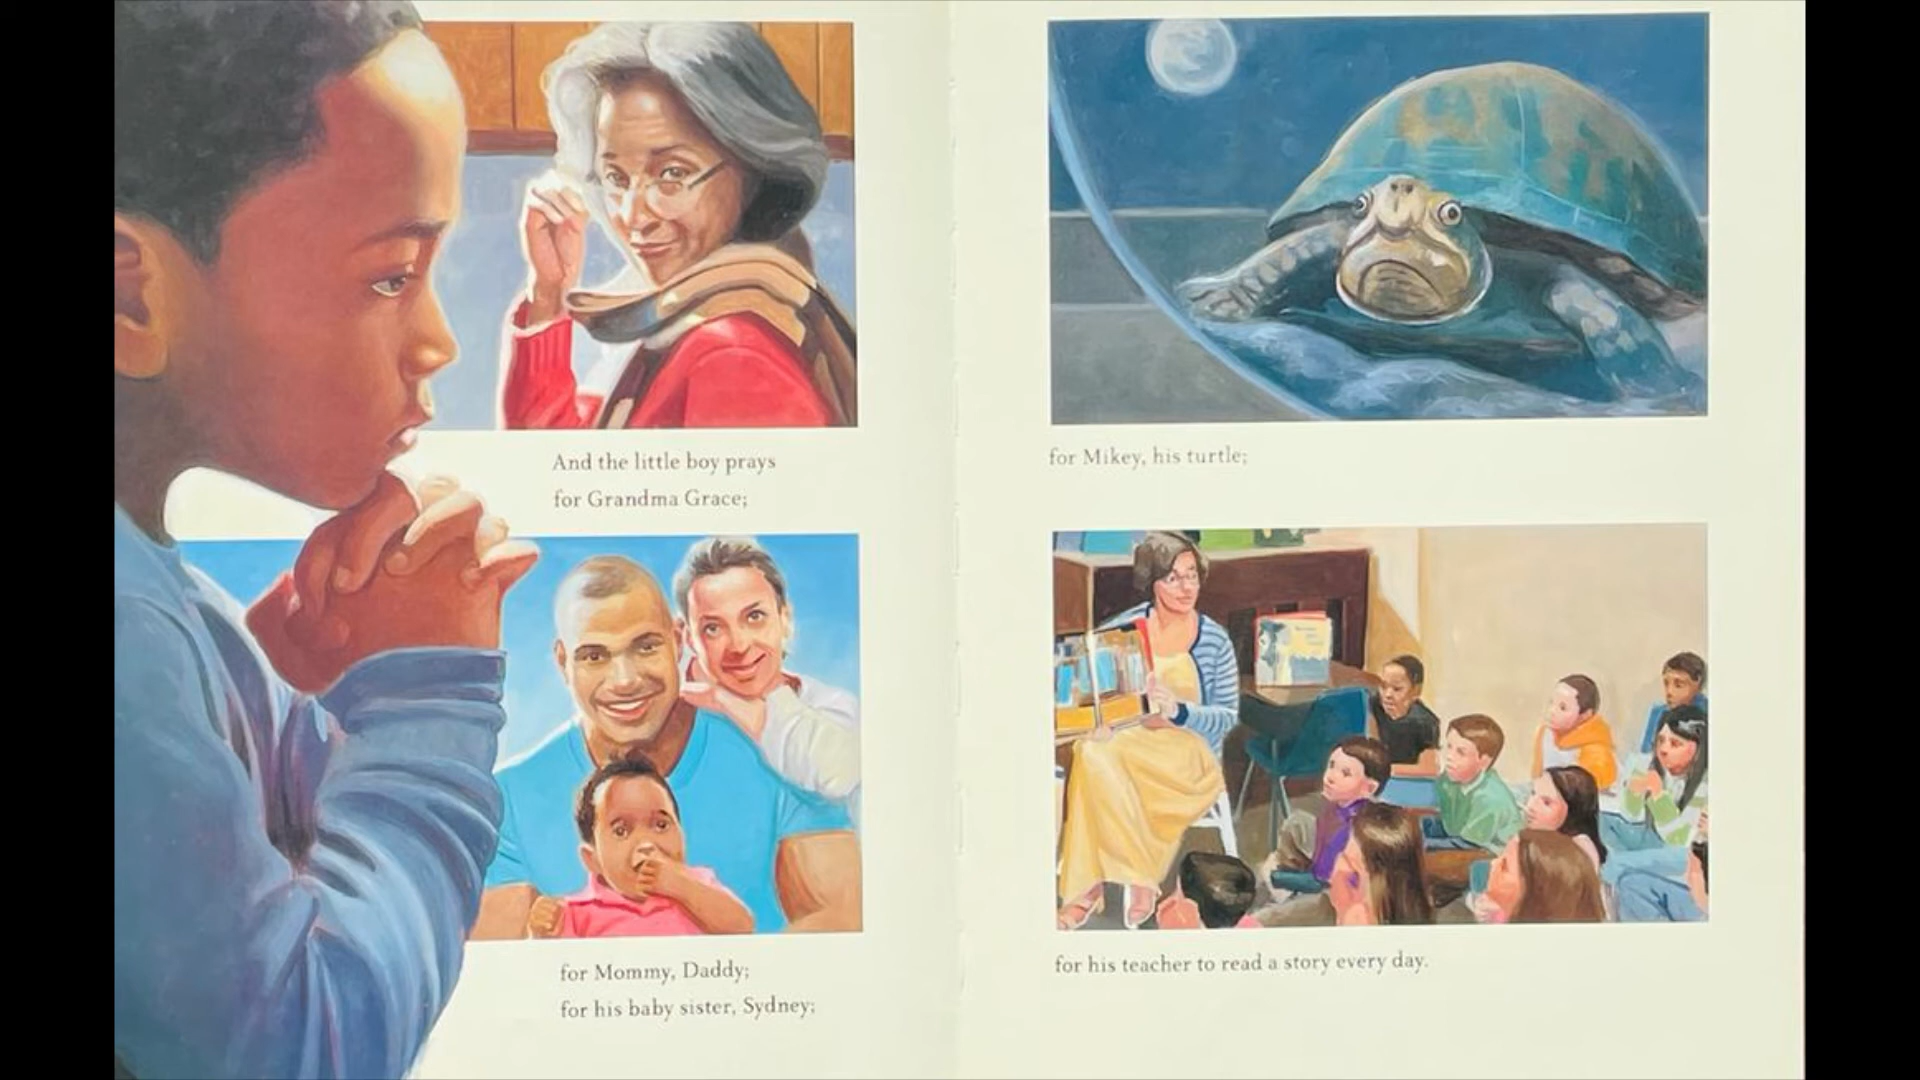 And the little boy prays
for Grandma Grace;
for Mommy, Daddy;
for his baby sister, Sydney;
for Mikey, his turtle;
for his teacher to read a story every day.